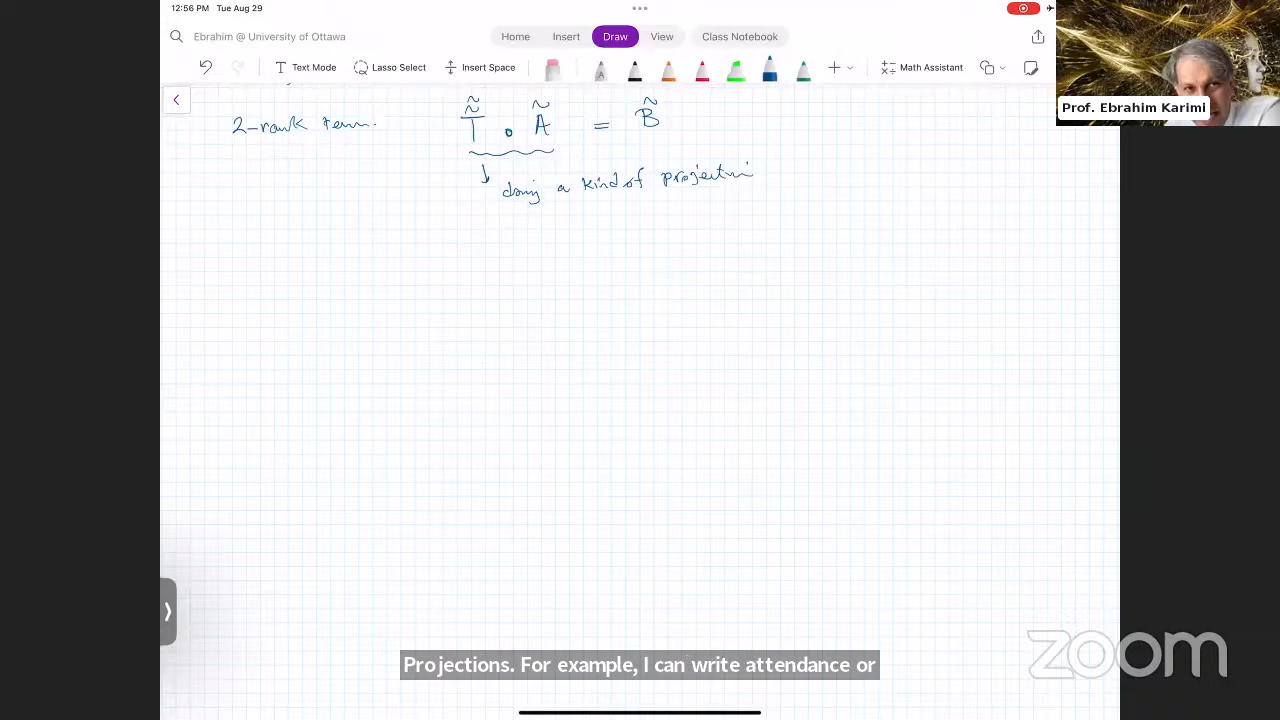 12:56 PM Tue Aug 29
Ebrahim @ University of Ottawa
Home Insert Draw View Class Notebook
Text Mode Lasso Select Insert Space Math Assistant
Prof. Ebrahim Karimi
2-rank ten T̃̃ . Ã = B̃
doing a kind of projection
Projections. For example, I can write attendance or
zoom